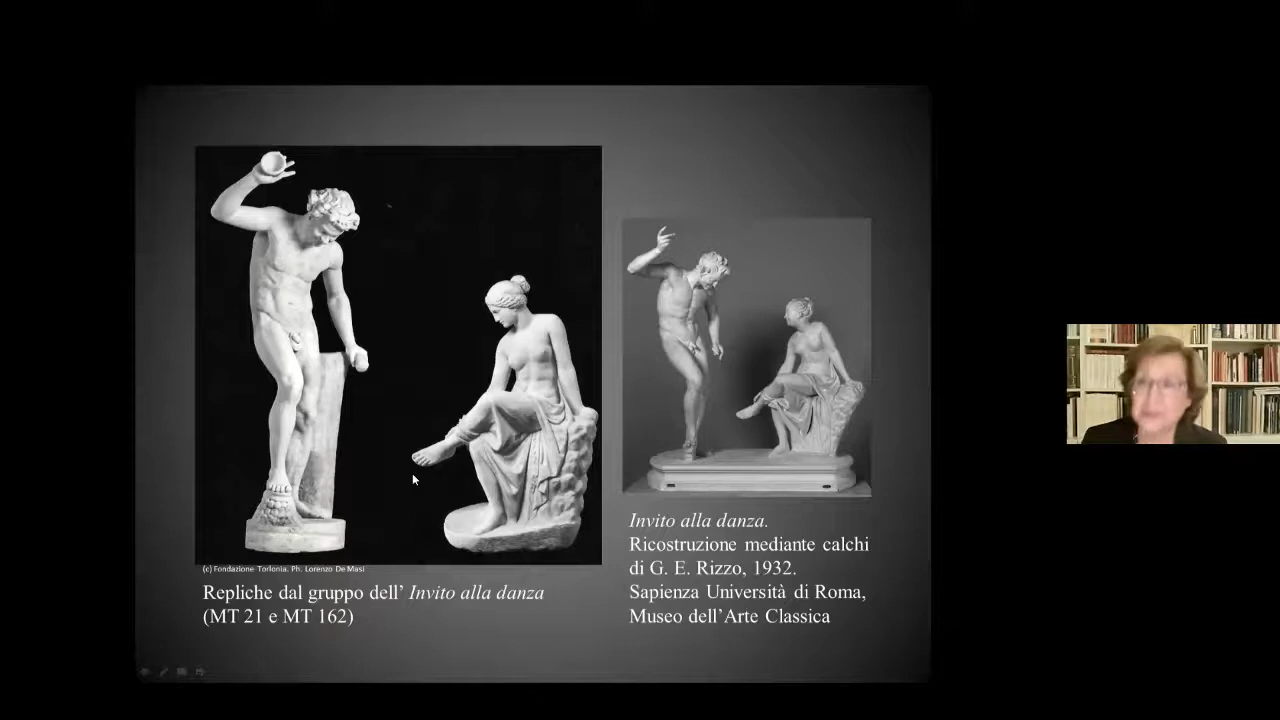 (c) Fondazione Torlonia. Ph. Lorenzo De Masi
Repliche dal gruppo dell’ Invito alla danza
(MT 21 e MT 162)
Invito alla danza.
Ricostruzione mediante calchi
di G. E. Rizzo, 1932.
Sapienza Università di Roma,
Museo dell’Arte Classica